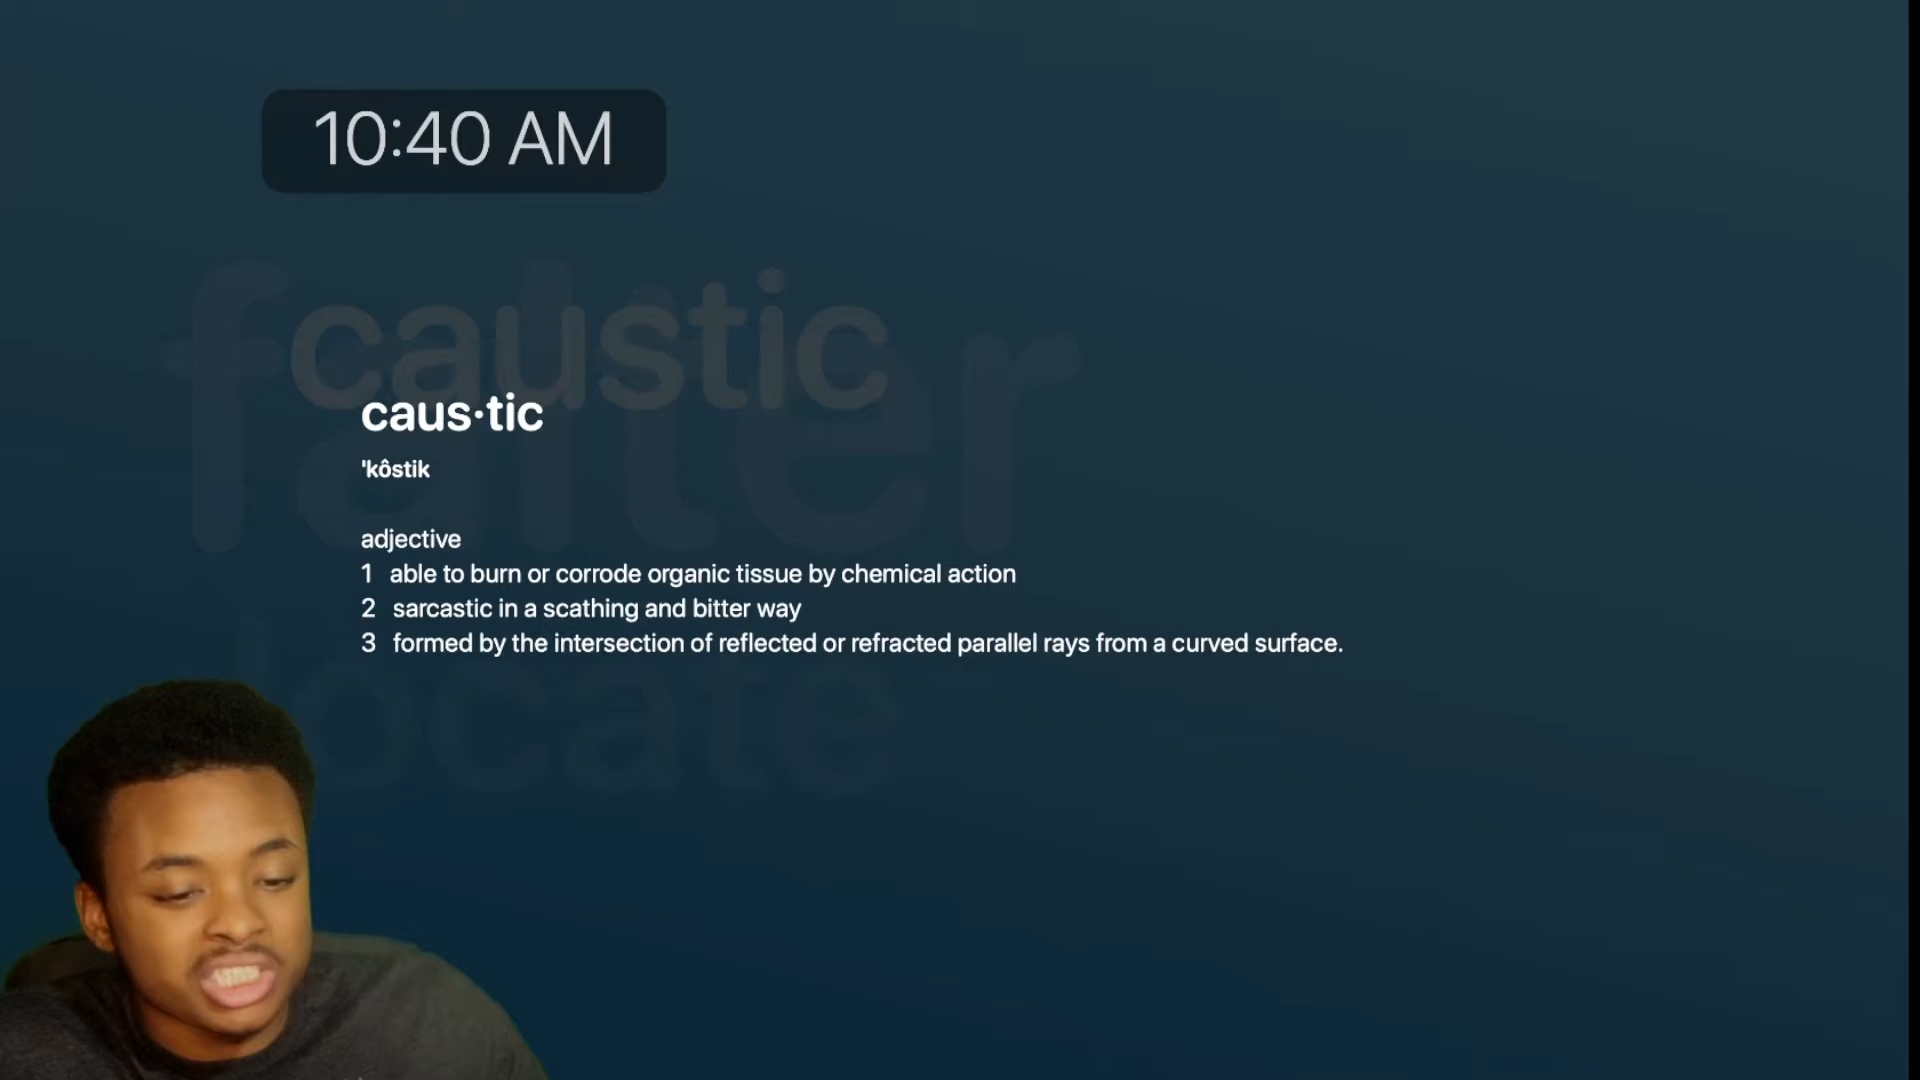 10:40 AM
caustic
falter
caus·tic
'kôstik
adjective
1 able to burn or corrode organic tissue by chemical action
2 sarcastic in a scathing and bitter way
3 formed by the intersection of reflected or refracted parallel rays from a curved surface.
locate